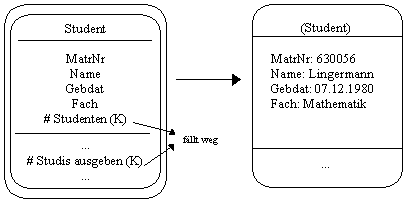 Student
MatrNr
Name
Gebdat
Fach
# Studenten (K)
...
# Studis ausgeben (K)
...
fällt weg
(Student)
MatrNr: 630056
Name: Lingermann
Gebdat: 07.12.1980
Fach: Mathematik
...